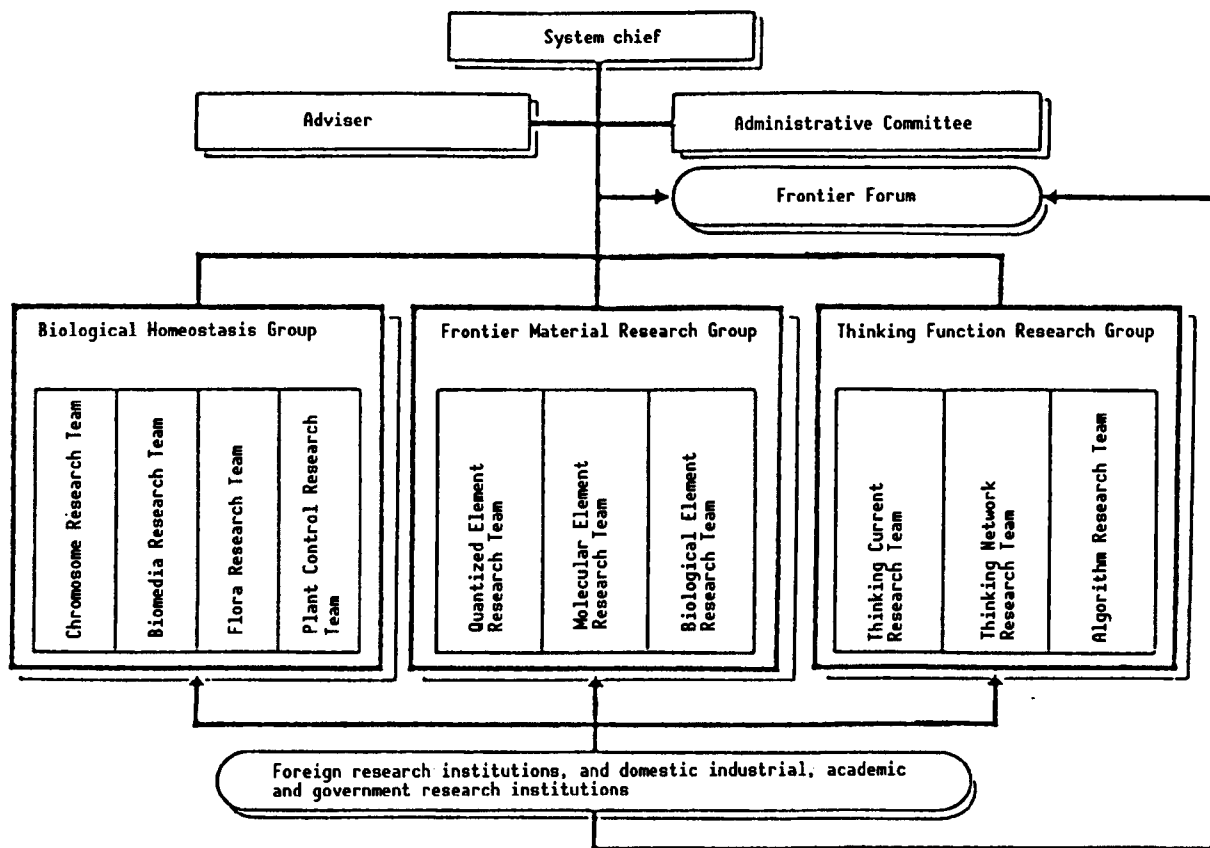 System chief
Adviser
Administrative Committee
Frontier Forum
Biological Homeostasis Group
Chromosome Research Team
Biomedia Research Team
Flora Research Team
Plant Control Research
Team
Frontier Material Research Group
Quantized Element
Research Team
Molecular Element
Research Team
Biological Element
Research Team
Thinking Function Research Group
Thinking Current
Research Team
Thinking Network
Research Team
Algorithm Research Team
Foreign research institutions, and domestic industrial, academic
and government research institutions